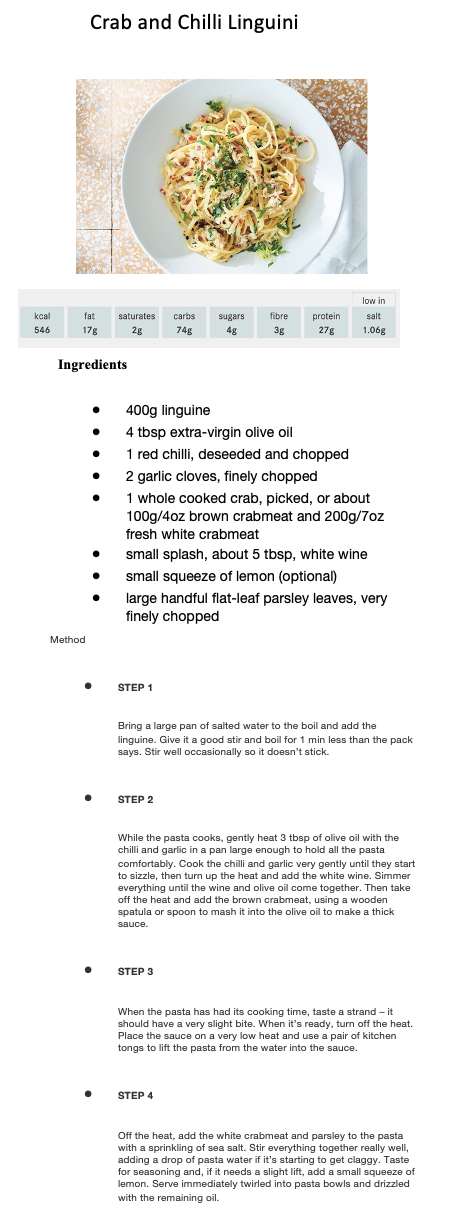 Crab and Chilli Linguini
low in
kcal fat saturates carbs sugars fibre protein salt
546 17g 2g 74g 4g 3g 27g 1.06g
Ingredients
● 400g linguine
● 4 tbsp extra-virgin olive oil
● 1 red chilli, deseeded and chopped
● 2 garlic cloves, finely chopped
● 1 whole cooked crab, picked, or about
100g/4oz brown crabmeat and 200g/7oz
fresh white crabmeat
● small splash, about 5 tbsp, white wine
● small squeeze of lemon (optional)
● large handful flat-leaf parsley leaves, very
finely chopped
Method
● STEP 1
Bring a large pan of salted water to the boil and add the
linguine. Give it a good stir and boil for 1 min less than the pack
says. Stir well occasionally so it doesn’t stick.
● STEP 2
While the pasta cooks, gently heat 3 tbsp of olive oil with the
chilli and garlic in a pan large enough to hold all the pasta
comfortably. Cook the chilli and garlic very gently until they start
to sizzle, then turn up the heat and add the white wine. Simmer
everything until the wine and olive oil come together. Then take
off the heat and add the brown crabmeat, using a wooden
spatula or spoon to mash it into the olive oil to make a thick
sauce.
● STEP 3
When the pasta has had its cooking time, taste a strand – it
should have a very slight bite. When it’s ready, turn off the heat.
Place the sauce on a very low heat and use a pair of kitchen
tongs to lift the pasta from the water into the sauce.
● STEP 4
Off the heat, add the white crabmeat and parsley to the pasta
with a sprinkling of sea salt. Stir everything together really well,
adding a drop of pasta water if it’s starting to get claggy. Taste
for seasoning and, if it needs a slight lift, add a small squeeze of
lemon. Serve immediately twirled into pasta bowls and drizzled
with the remaining oil.